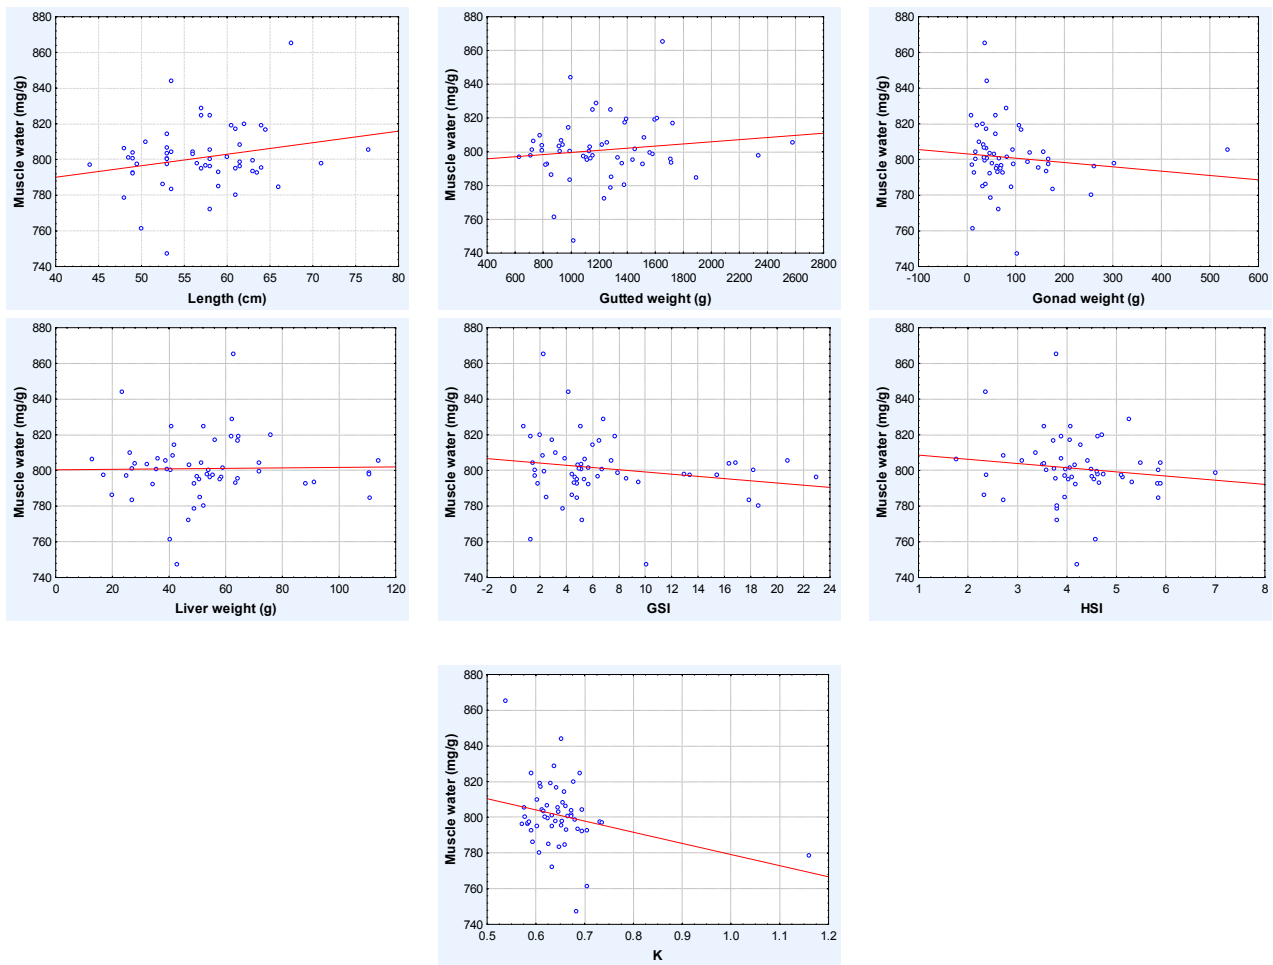 880
860
840
820
800
780
760
740
Muscle water (mg/g)
40 45 50 55 60 65 70 75 80
Length (cm)
880
860
840
820
800
780
760
740
Muscle water (mg/g)
400 800 1200 1600 2000 2400 2800
600 1000 1400 1800 2200 2600
Gutted weight (g)
880
860
840
820
800
780
760
740
Muscle water (mg/g)
-100 0 100 200 300 400 500 600
Gonad weight (g)
880
860
840
820
800
780
760
740
Muscle water (mg/g)
0 20 40 60 80 100 120
Liver weight (g)
880
860
840
820
800
780
760
740
Muscle water (mg/g)
-2 0 2 4 6 8 10 12 14 16 18 20 22 24
GSI
880
860
840
820
800
780
760
740
Muscle water (mg/g)
1 2 3 4 5 6 7 8
HSI
880
860
840
820
800
780
760
740
Muscle water (mg/g)
0.5 0.6 0.7 0.8 0.9 1.0 1.1 1.2
K